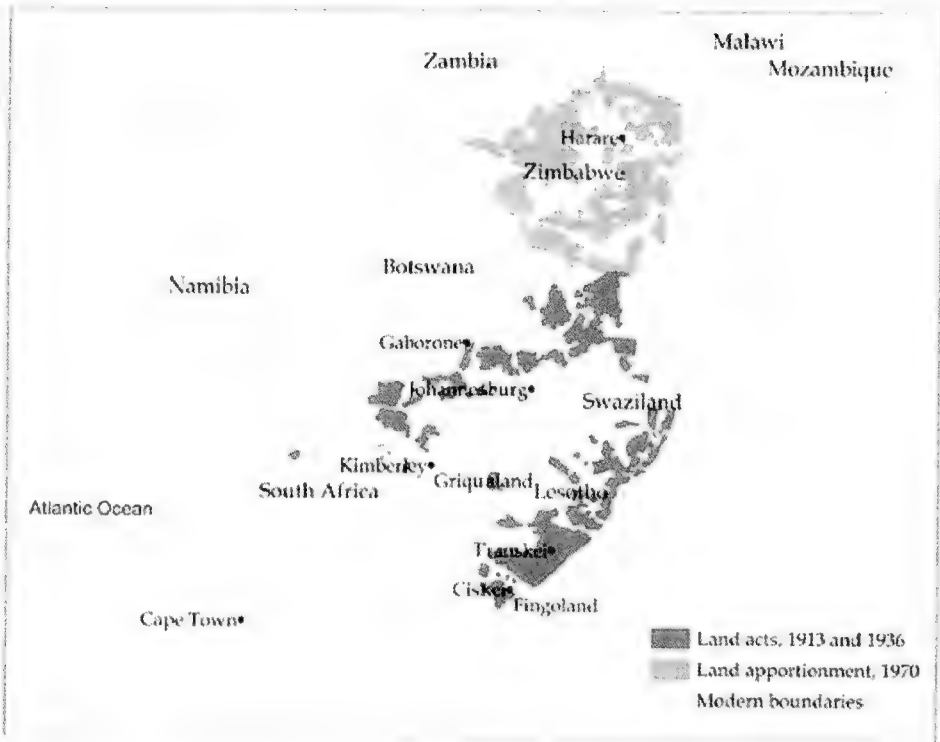 Malawi
Zambia
Mozambique
Harare
Zimbabwe
Botswana
Namibia
Gaborone
Johannesburg
Swaziland
Kimberley
Griqualand
South Africa
Lesotho
Atlantic Ocean
Transkei
Ciskei
Fingoland
Cape Town
Land acts, 1913 and 1936
Land apportionment, 1970
Modern boundaries